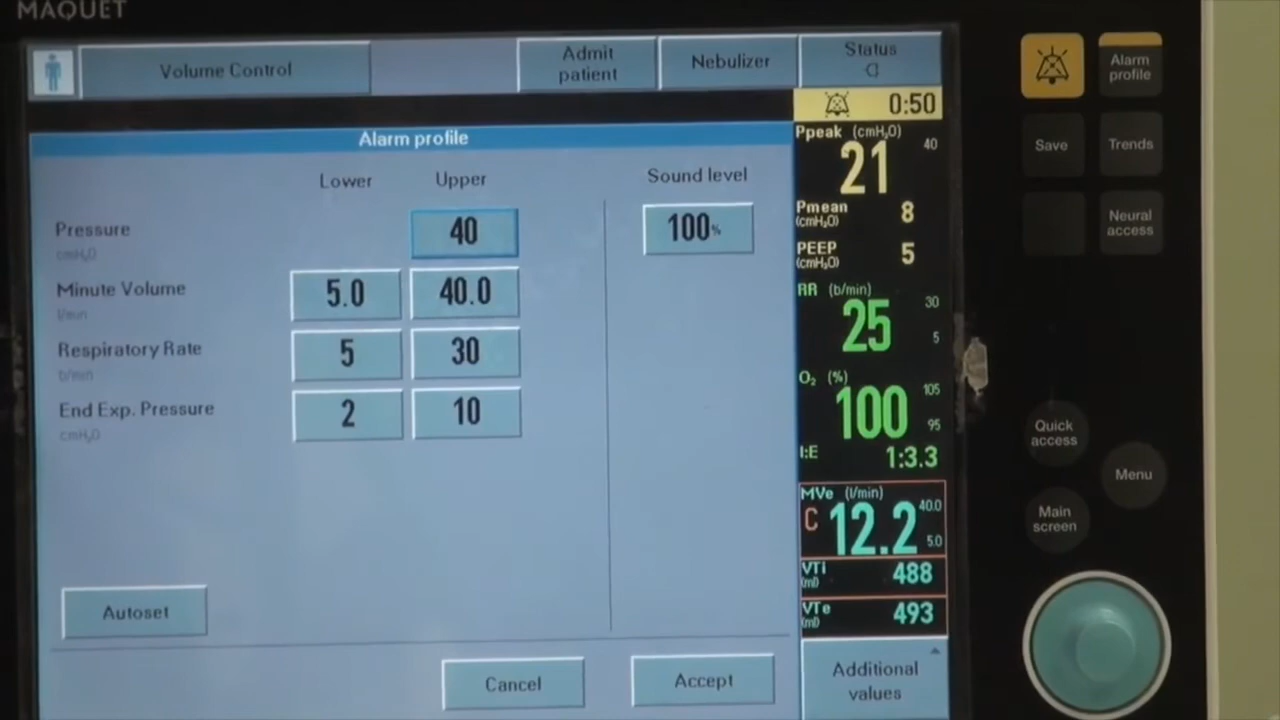 MAQUET
Volume Control
Admit
patient
Nebulizer
Status
0:50
Alarm profile
Lower
Upper
Sound level
Pressure
cmH₂O
40
100%
Minute Volume
l/min
5.0
40.0
Respiratory Rate
b/min
5
30
End Exp. Pressure
cmH₂O
2
10
Autoset
Cancel
Accept
Ppeak (cmH₂O)
21
40
Pmean
(cmH₂O)
8
PEEP
(cmH₂O)
5
RR (b/min)
25
30
5
O₂ (%)
100
105
95
I:E
1:3.3
MVe (l/min)
C 12.2
40.0
5.0
VTi
(ml)
488
VTe
(ml)
493
Additional
values
Alarm
profile
Save
Trends
Neural
access
Quick
access
Menu
Main
screen